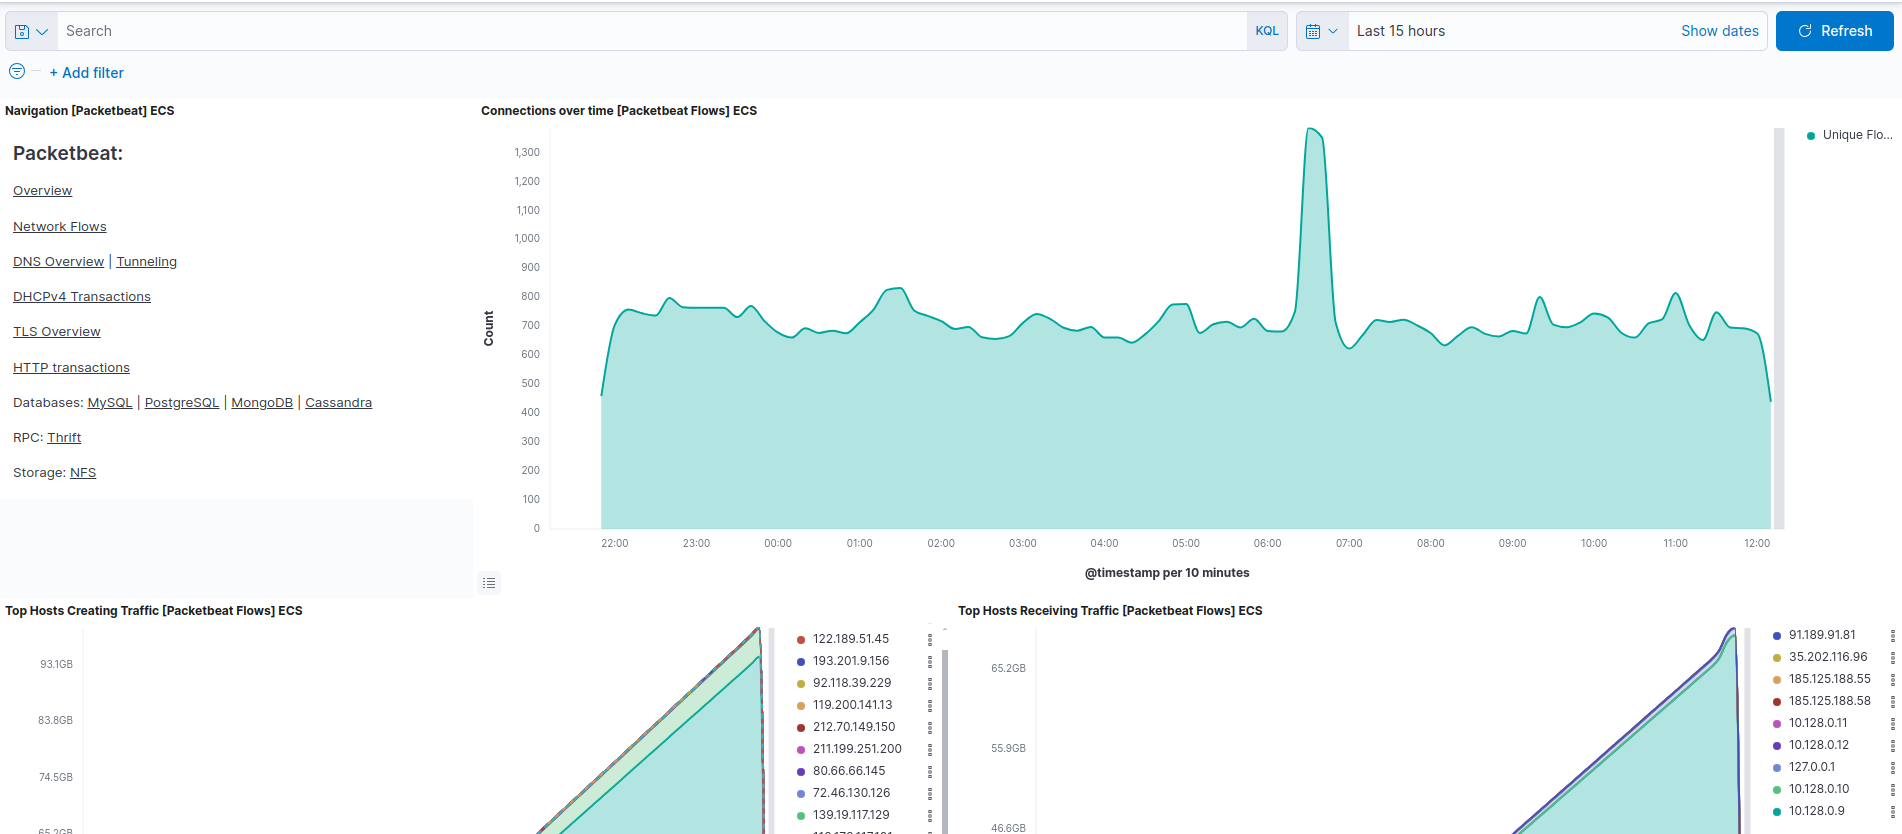 Search
KQL
Last 15 hours
Show dates
Refresh
+ Add filter
Navigation [Packetbeat] ECS
Packetbeat:
Overview
Network Flows
DNS Overview | Tunneling
DHCPv4 Transactions
TLS Overview
HTTP transactions
Databases: MySQL | PostgreSQL | MongoDB | Cassandra
RPC: Thrift
Storage: NFS
Connections over time [Packetbeat Flows] ECS
1,300
1,200
1,100
1,000
900
800
700
600
500
400
300
200
100
0
Count
22:00 23:00 00:00 01:00 02:00 03:00 04:00 05:00 06:00 07:00 08:00 09:00 10:00 11:00 12:00
@timestamp per 10 minutes
Unique Flo...
Top Hosts Creating Traffic [Packetbeat Flows] ECS
93.1GB
83.8GB
74.5GB
65.2GB
122.189.51.45
193.201.9.156
92.118.39.229
119.200.141.13
212.70.149.150
211.199.251.200
80.66.66.145
72.46.130.126
139.19.117.129
Top Hosts Receiving Traffic [Packetbeat Flows] ECS
65.2GB
55.9GB
46.6GB
91.189.91.81
35.202.116.96
185.125.188.55
185.125.188.58
10.128.0.11
10.128.0.12
127.0.0.1
10.128.0.10
10.128.0.9